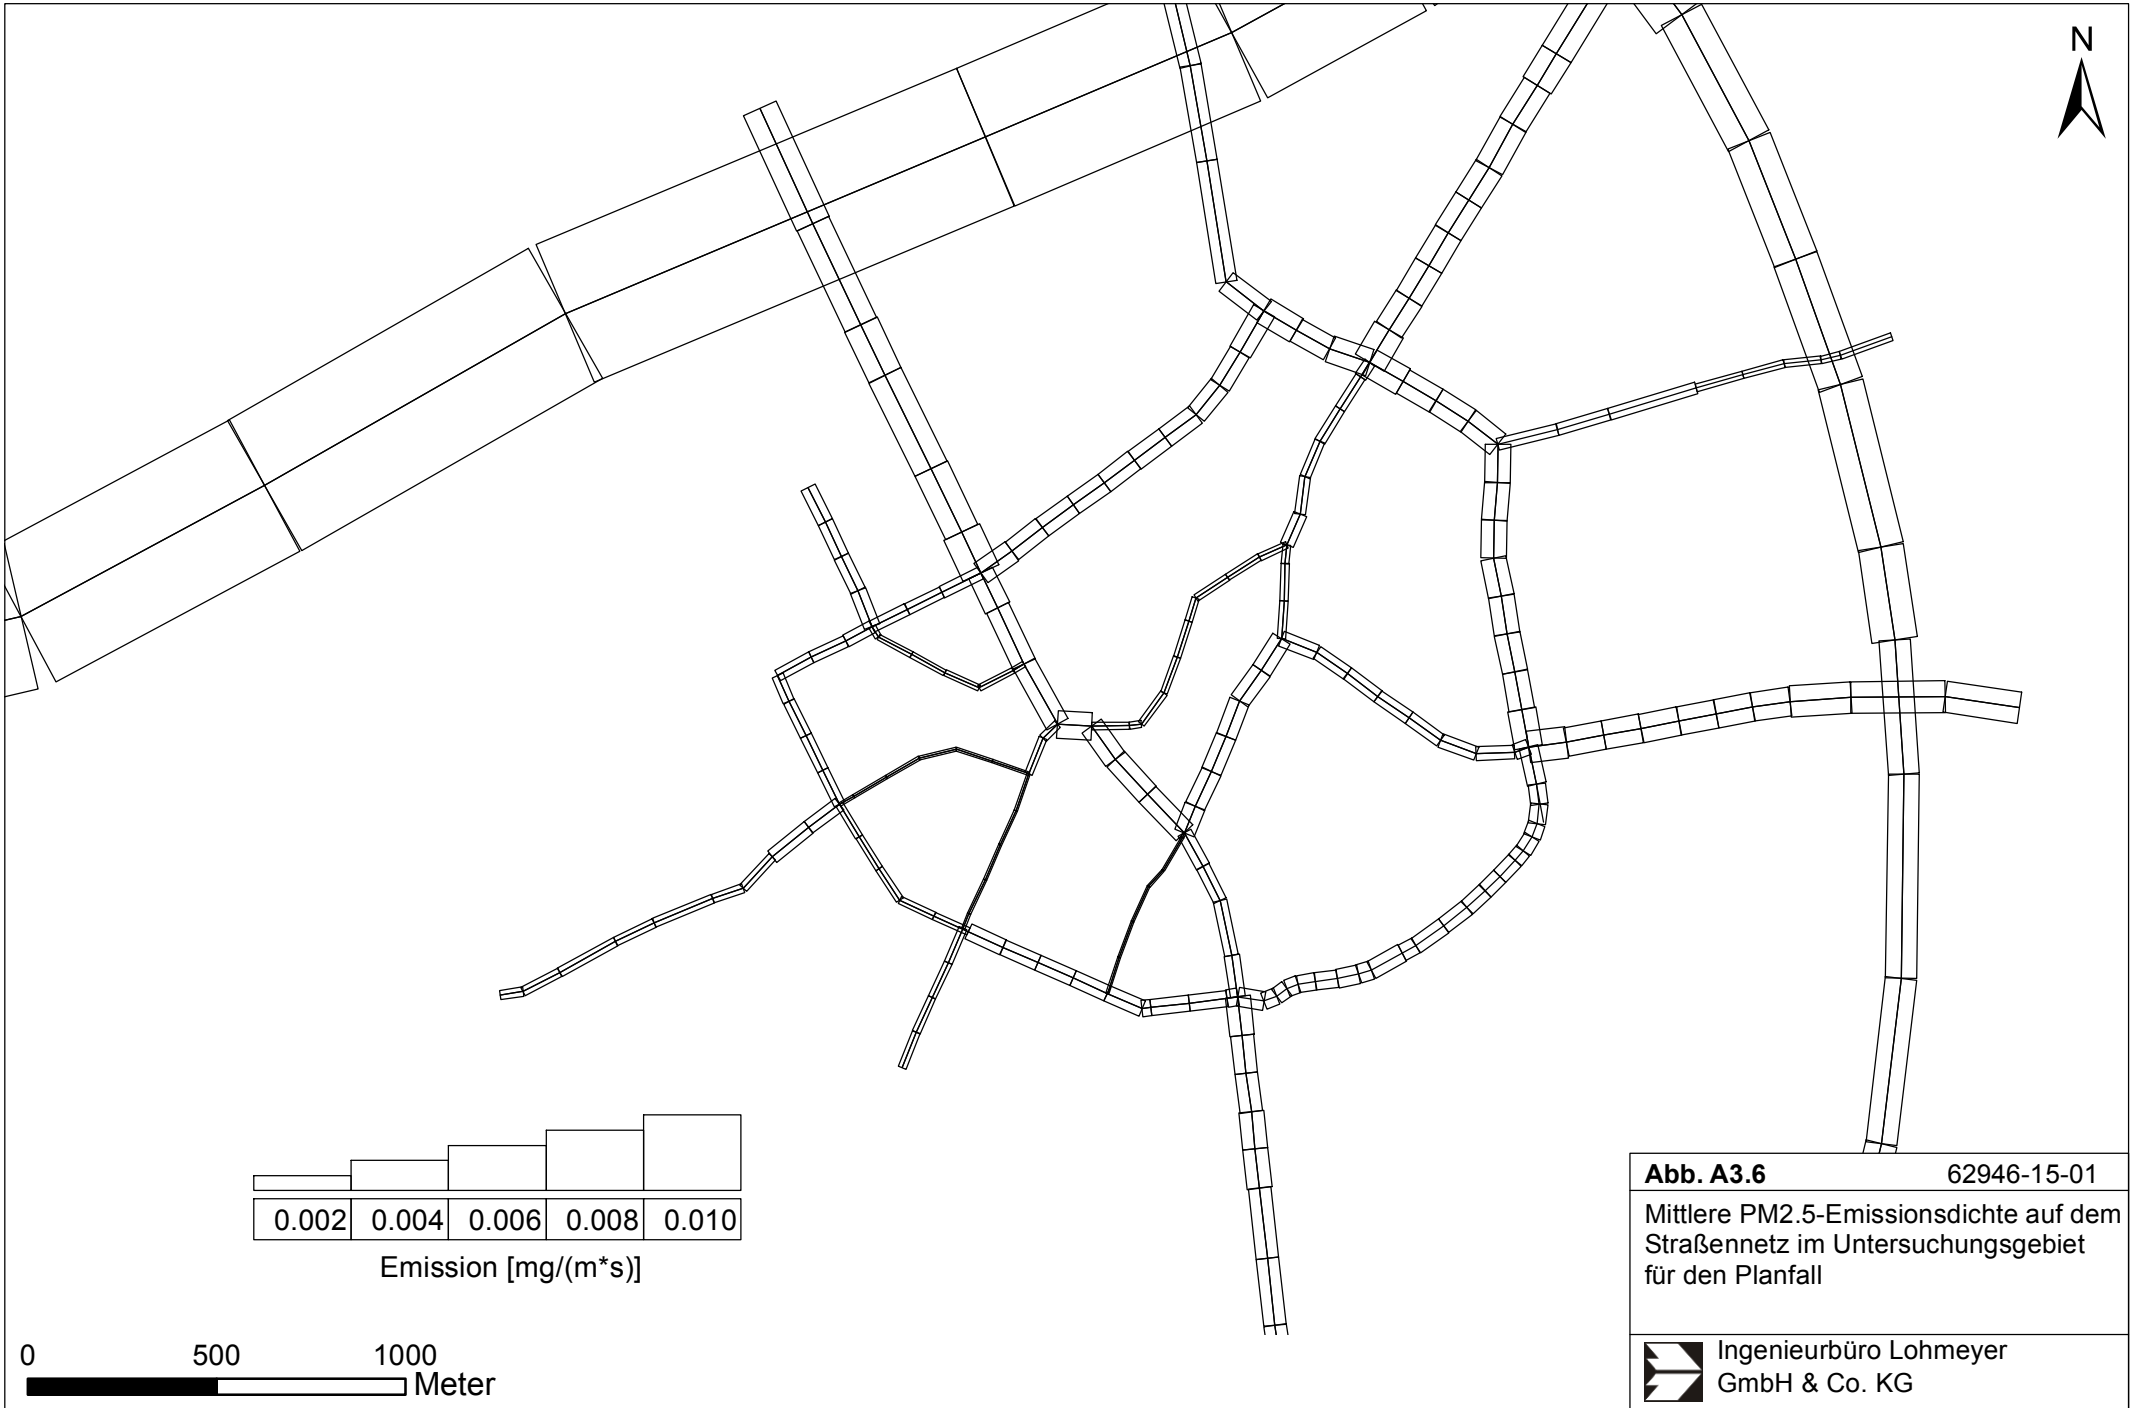 N
0.002 0.004 0.006 0.008 0.010
Emission [mg/(m*s)]
0 500 1000
Meter
Abb. A3.6 62946-15-01
Mittlere PM2.5-Emissionsdichte auf dem
Straßennetz im Untersuchungsgebiet
für den Planfall
Ingenieurbüro Lohmeyer
GmbH & Co. KG